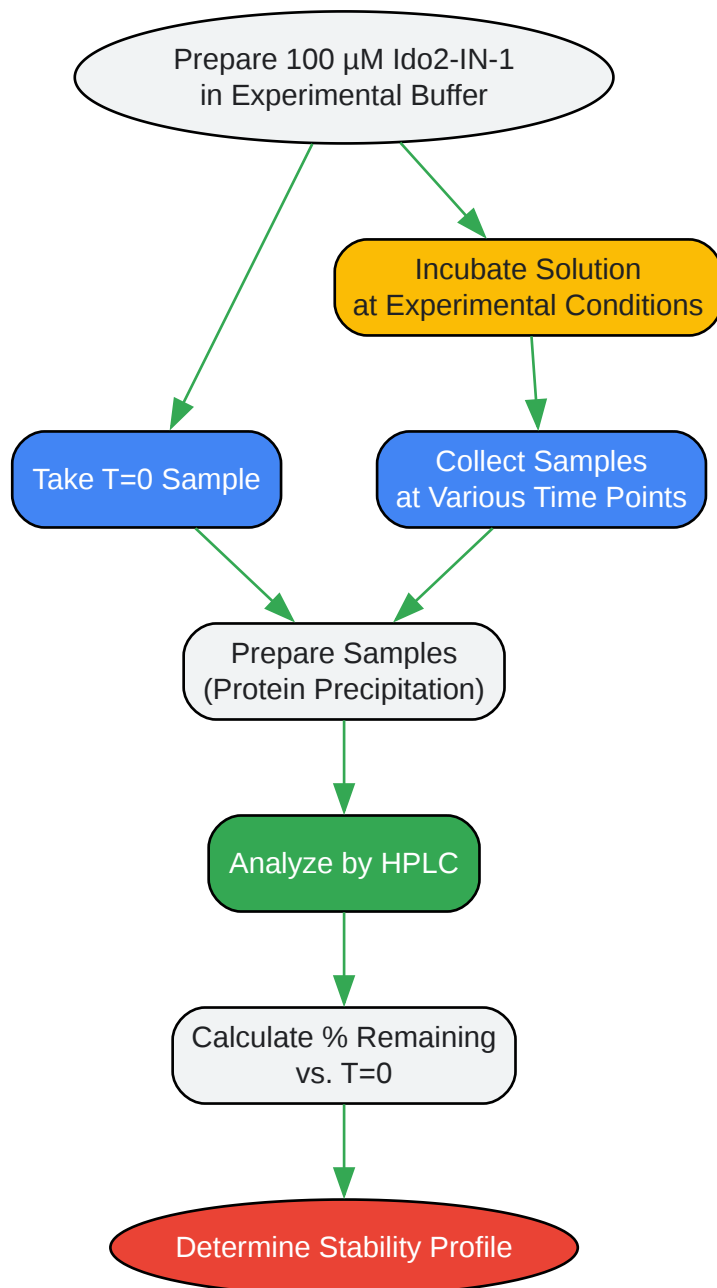 Prepare 100 µM Ido2-IN-1
in Experimental Buffer
Incubate Solution
at Experimental Conditions
Take T=0 Sample
Collect Samples
at Various Time Points
Prepare Samples
(Protein Precipitation)
Analyze by HPLC
Calculate % Remaining
vs. T=0
Determine Stability Profile